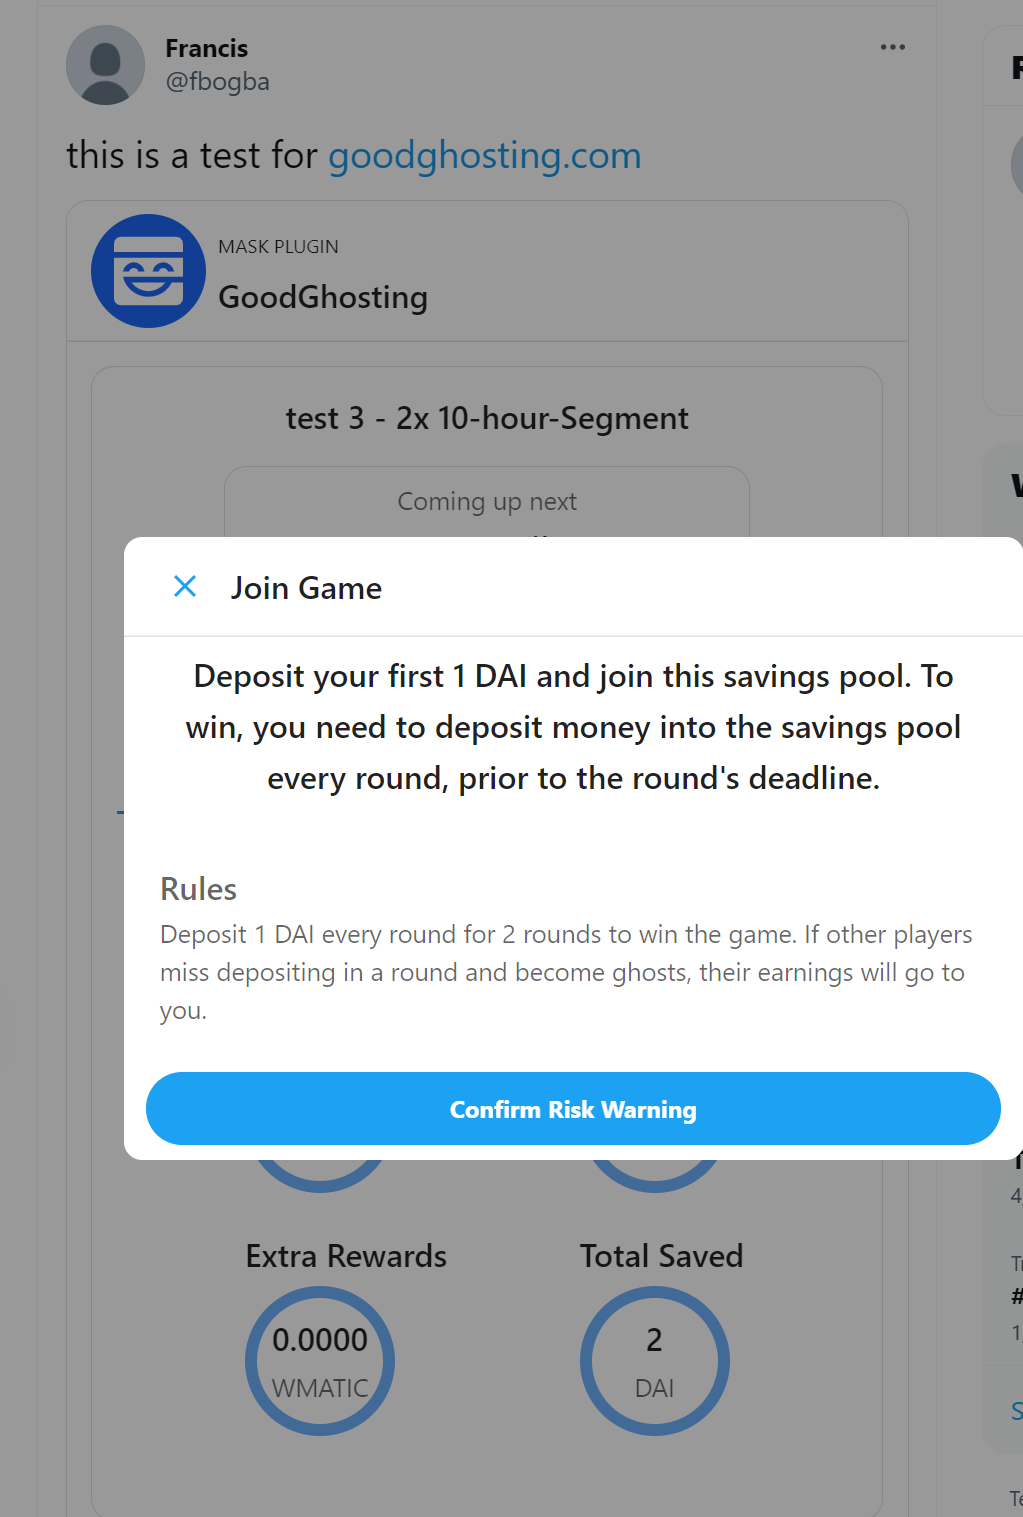 Francis
@fbogba
this is a test for goodghosting.com
MASK PLUGIN
GoodGhosting
test 3 - 2x 10-hour-Segment
Coming up next
Join Game
Deposit your first 1 DAI and join this savings pool. To
win, you need to deposit money into the savings pool
every round, prior to the round's deadline.
Rules
Deposit 1 DAI every round for 2 rounds to win the game. If other players
miss depositing in a round and become ghosts, their earnings will go to
you.
Confirm Risk Warning
Extra Rewards
Total Saved
0.0000
2
WMATIC
DAI